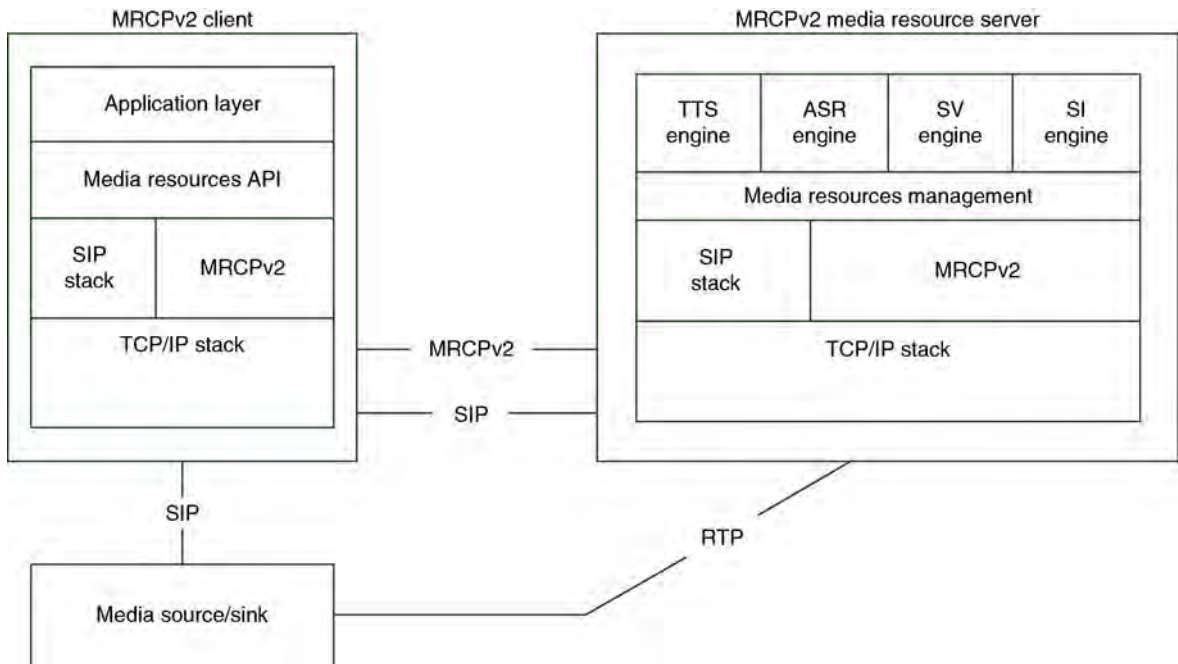 MRCPv2 client
MRCPv2 media resource server
Application layer
Media resources API
SIP
stack
MRCPv2
TCP/IP stack
TTS
engine
ASR
engine
SV
engine
SI
engine
Media resources management
SIP
stack
MRCPv2
TCP/IP stack
MRCPv2
SIP
SIP
RTP
Media source/sink